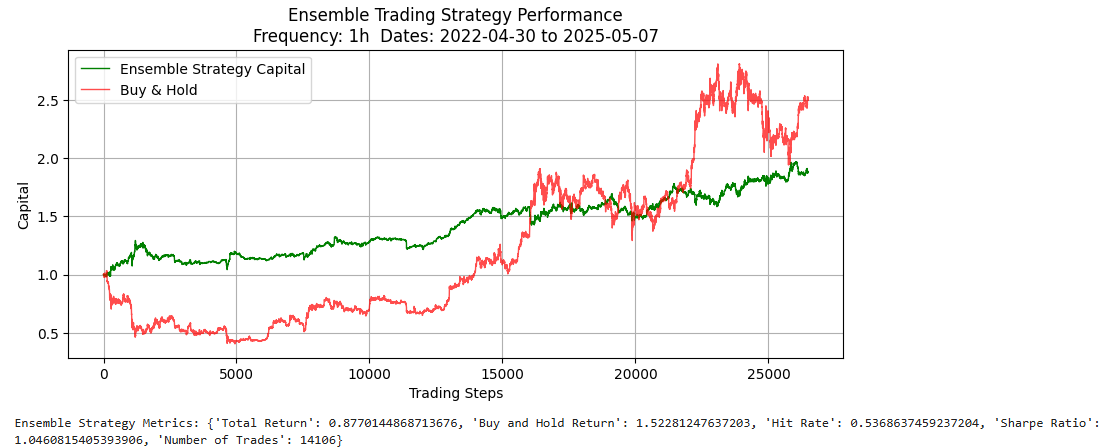 Ensemble Trading Strategy Performance
Frequency: 1h  Dates: 2022-04-30 to 2025-05-07
Ensemble Strategy Capital
Buy & Hold
2.5
2.0
1.5
1.0
0.5
Capital
0
5000
10000
15000
20000
25000
Trading Steps
Ensemble Strategy Metrics: {'Total Return': 0.8770144868713676, 'Buy and Hold Return': 1.52281247637203, 'Hit Rate': 0.5368637459237204, 'Sharpe Ratio':
1.0460815405393906, 'Number of Trades': 14106}